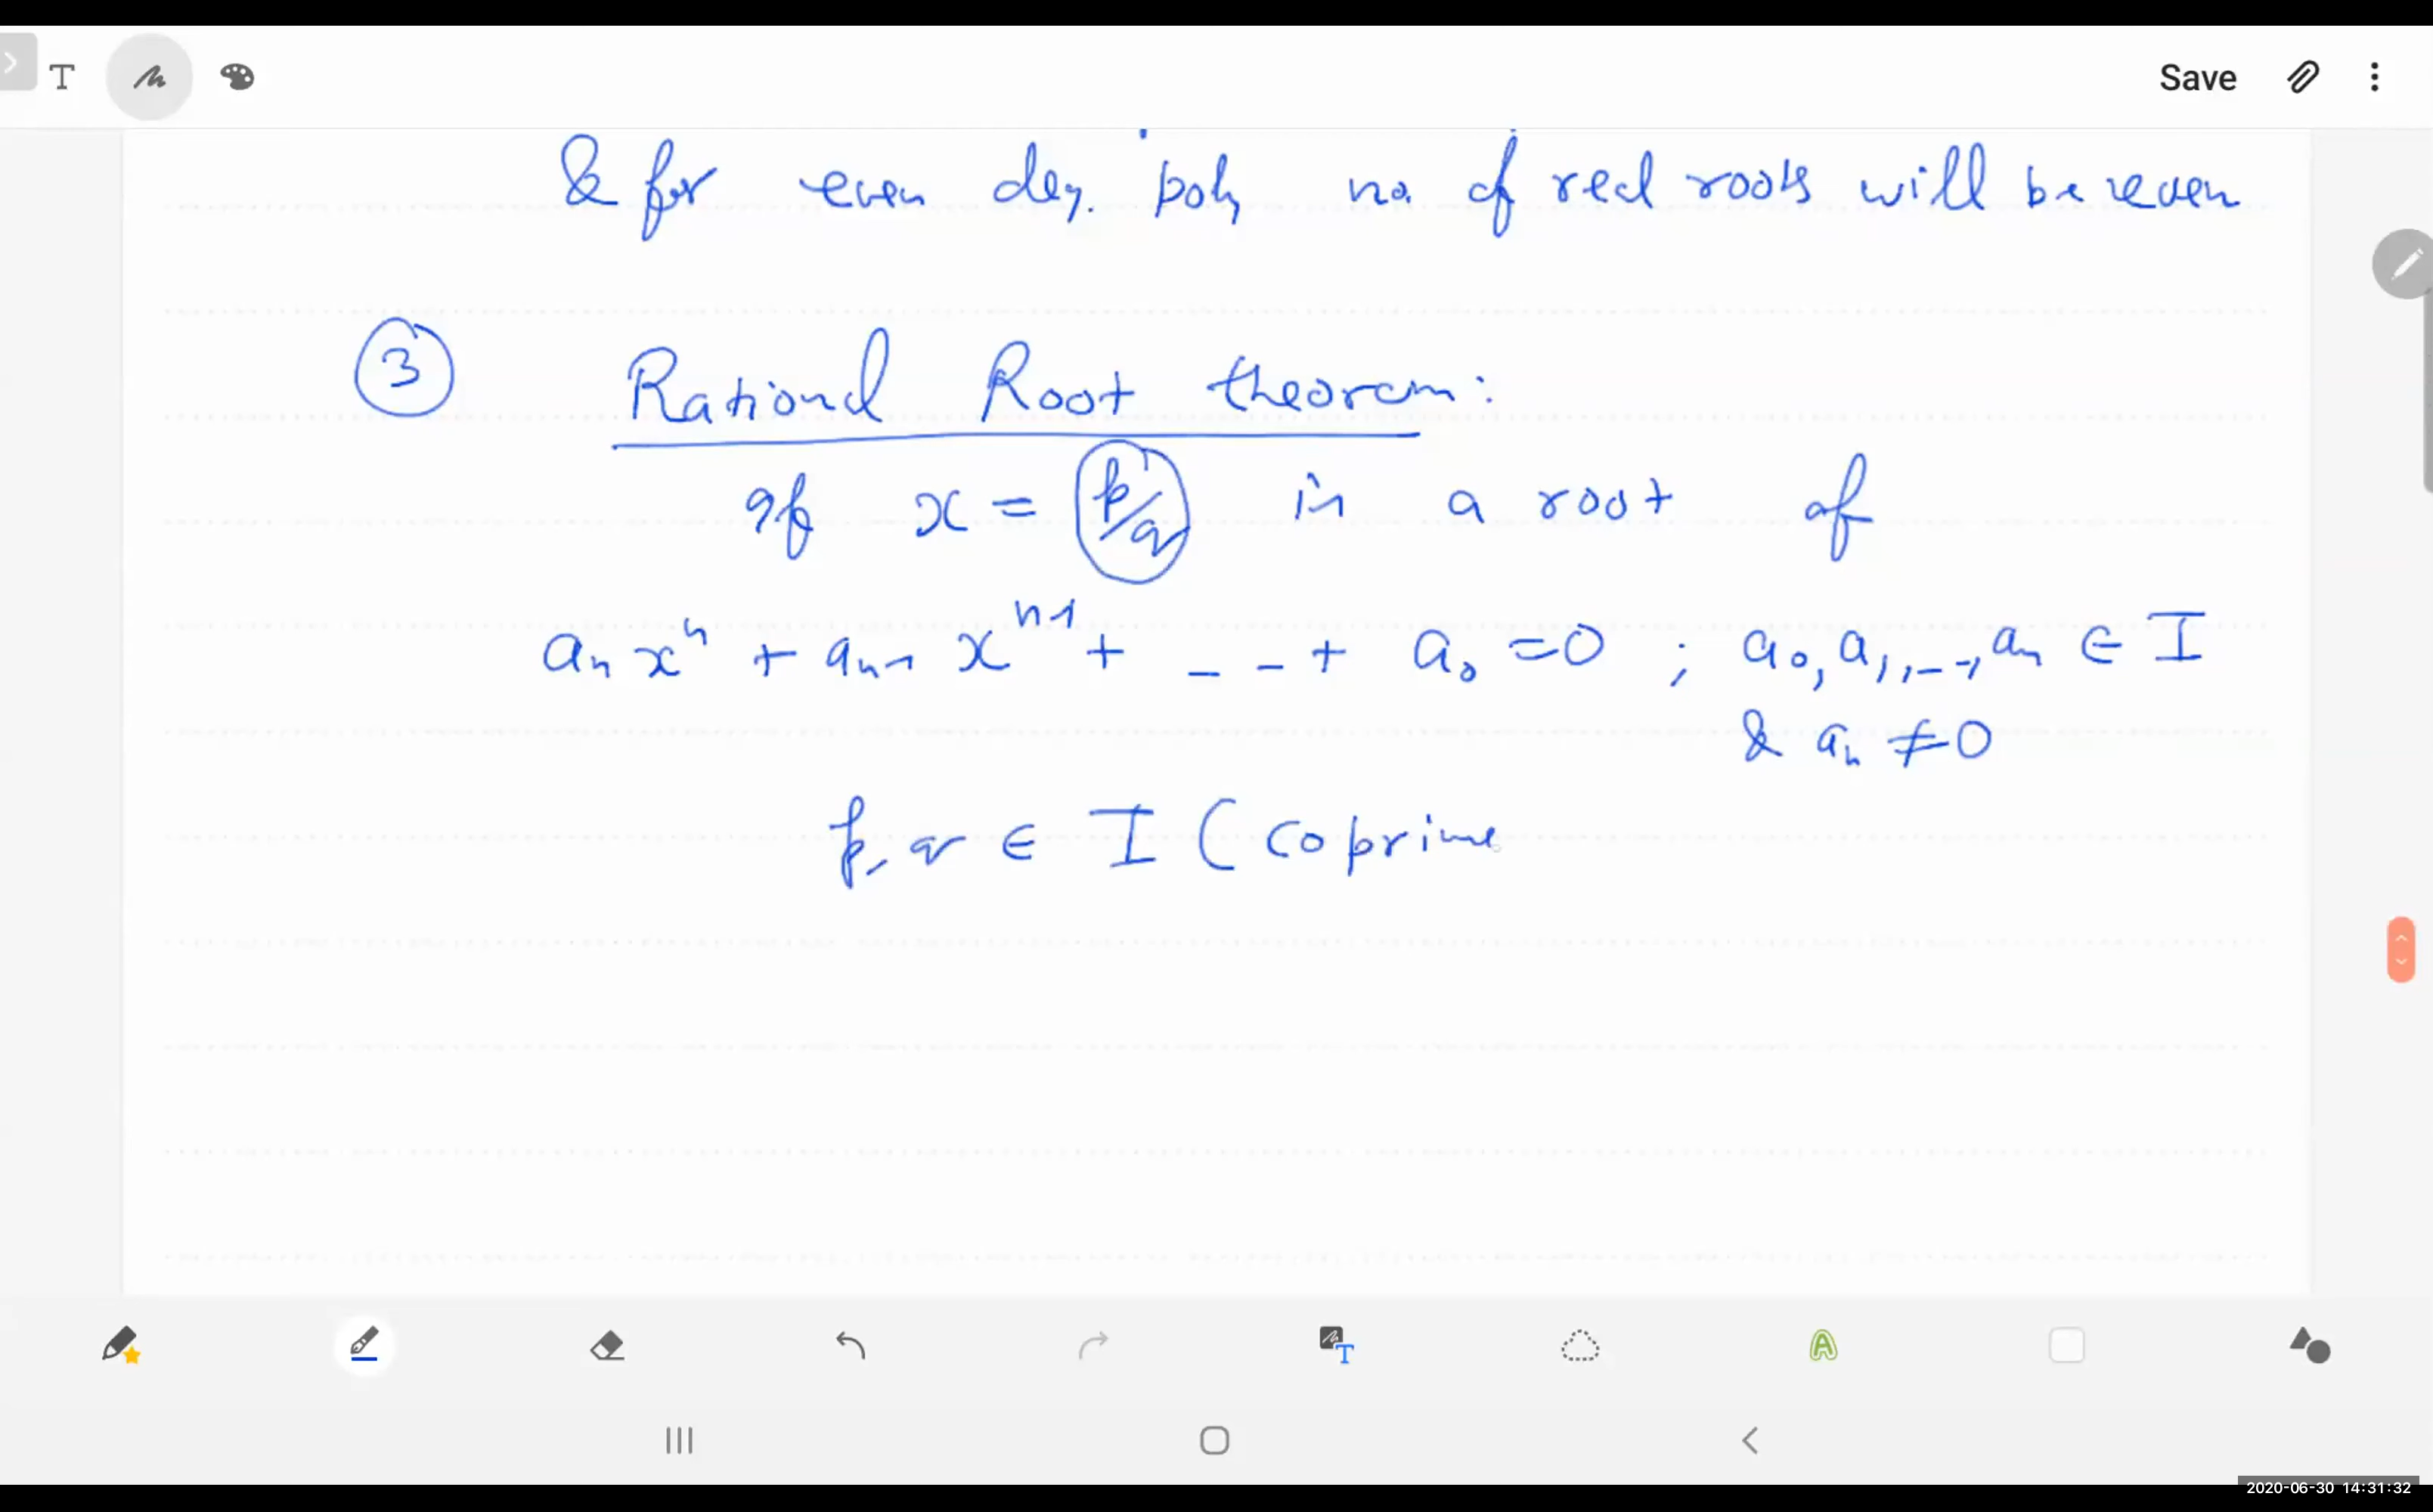 T
Save
& for even deg. poly no. of real roots will be even
3 Rational Root theorem:
If x = p/q is a root of
aₙxⁿ + aₙ₋₁xⁿ⁻¹ + _ _ + a₀ = 0 ; a₀, a₁, - -, aₙ ∈ I
& aₙ ≠ 0
p, q ∈ I (coprime
T
A
2020-06-30 14:31:32